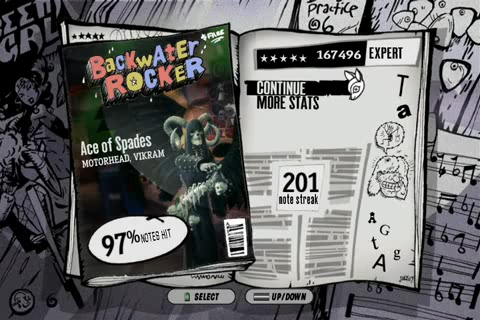 Practice
$ FREE
BACKWATER
ROCKER
Ace of Spades
MOTORHEAD, VIKRAM
97% NOTES HIT
★★★★★ 167496 EXPERT
CONTINUE
MORE STATS
201
note streak
T
a
A
G
g
t
A
SELECT
UP/DOWN